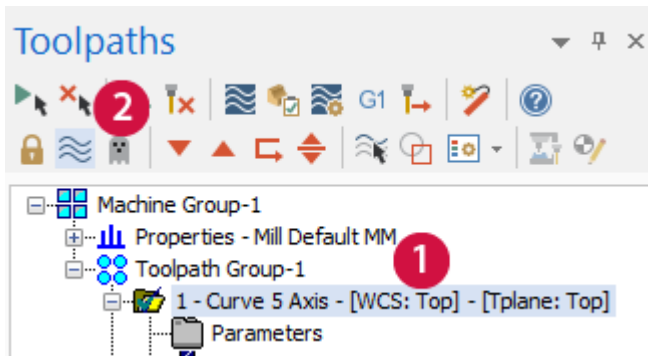 Toolpaths
2
G1
Machine Group-1
Properties - Mill Default MM
1
Toolpath Group-1
1 - Curve 5 Axis - [WCS: Top] - [Tplane: Top]
Parameters